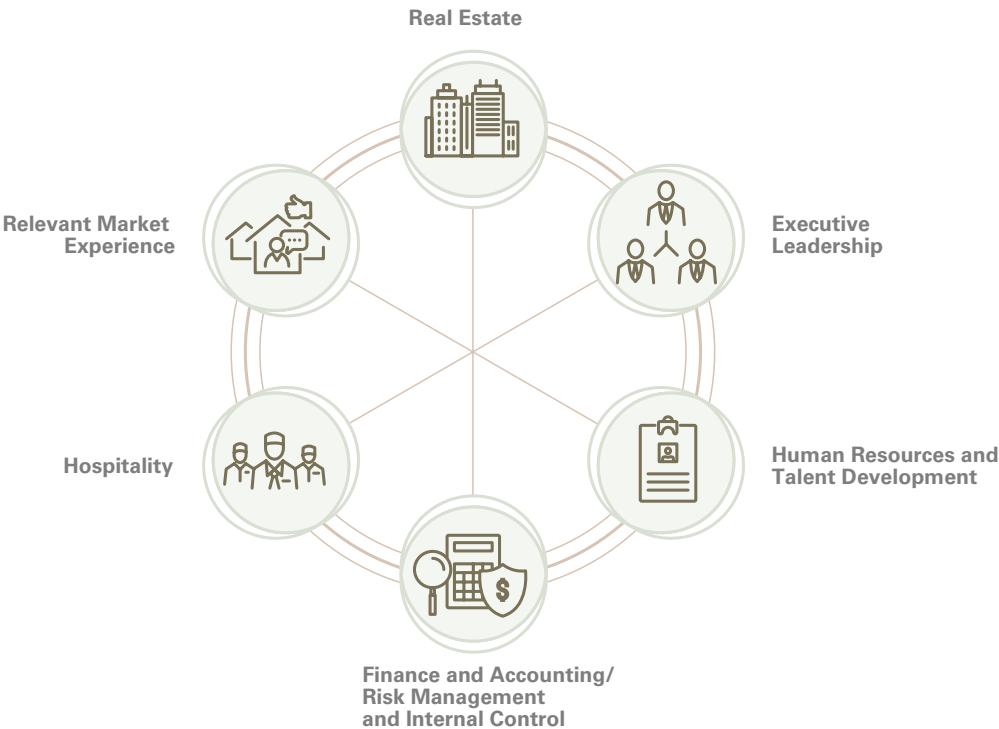 Real Estate
Relevant Market
Experience
Executive
Leadership
Hospitality
Human Resources and
Talent Development
$
Finance and Accounting/
Risk Management
and Internal Control